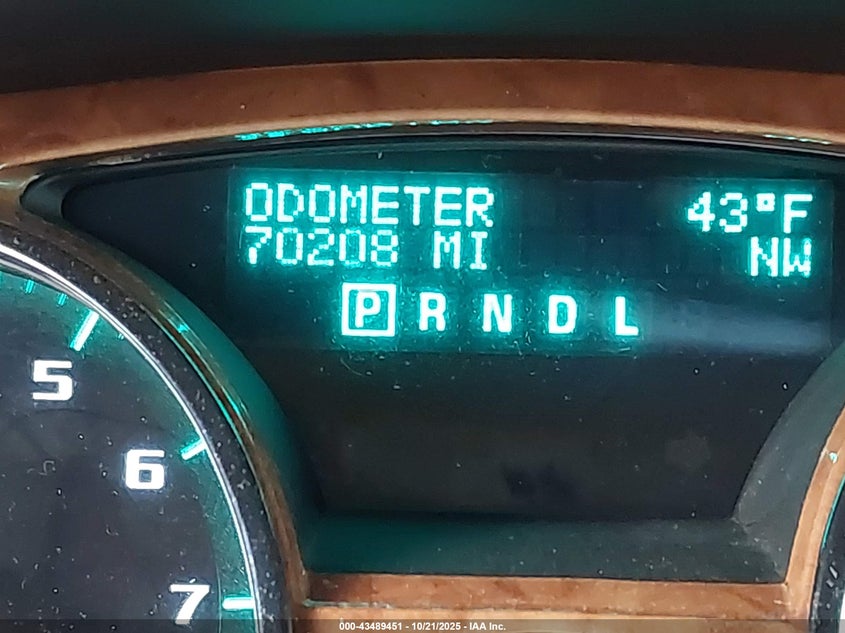 ODOMETER 43°F
70208 MI NW
P R N D L
5
6
7
000-43489451 - 10/21/2025 - IAA Inc.